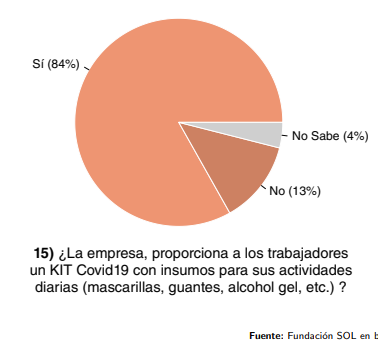 Sí (84%)
No Sabe (4%)
No (13%)
15) ¿La empresa, proporciona a los trabajadores
un KIT Covid19 con insumos para sus actividades
diarias (mascarillas, guantes, alcohol gel, etc.) ?
Fuente: Fundación SOL en b